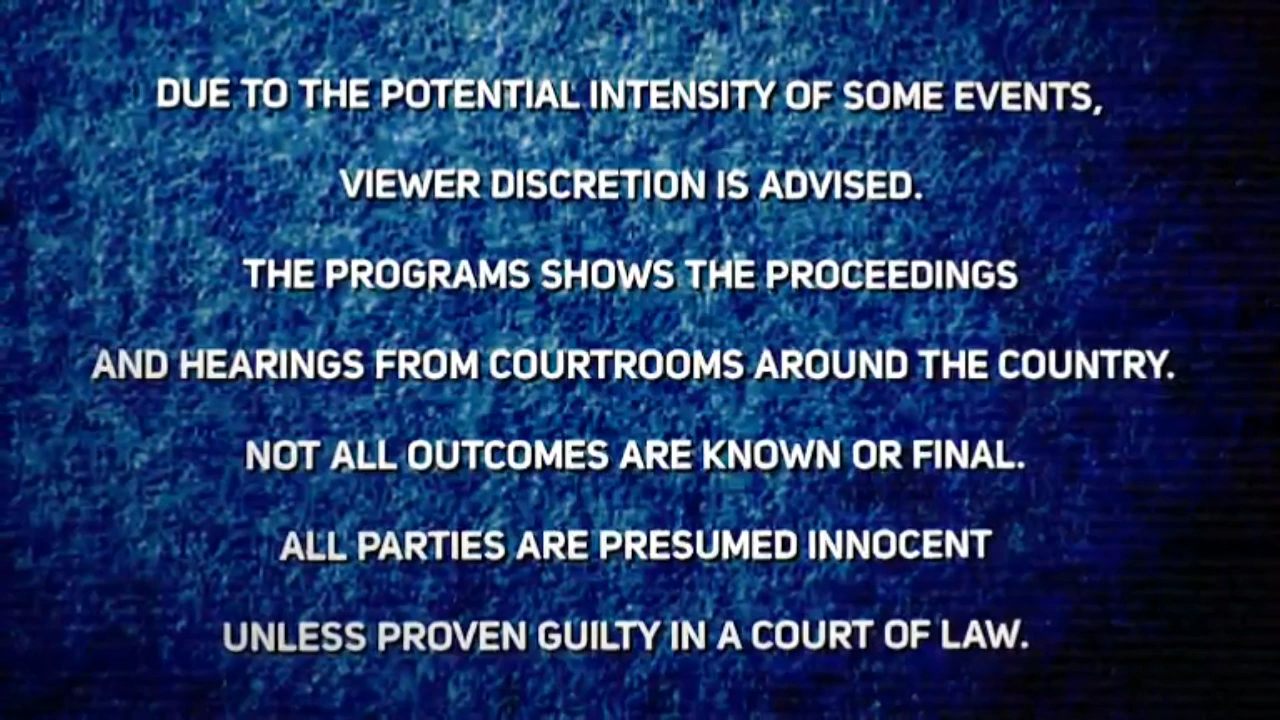 DUE TO THE POTENTIAL INTENSITY OF SOME EVENTS,
VIEWER DISCRETION IS ADVISED.
THE PROGRAMS SHOWS THE PROCEEDINGS
AND HEARINGS FROM COURTROOMS AROUND THE COUNTRY.
NOT ALL OUTCOMES ARE KNOWN OR FINAL.
ALL PARTIES ARE PRESUMED INNOCENT
UNLESS PROVEN GUILTY IN A COURT OF LAW.